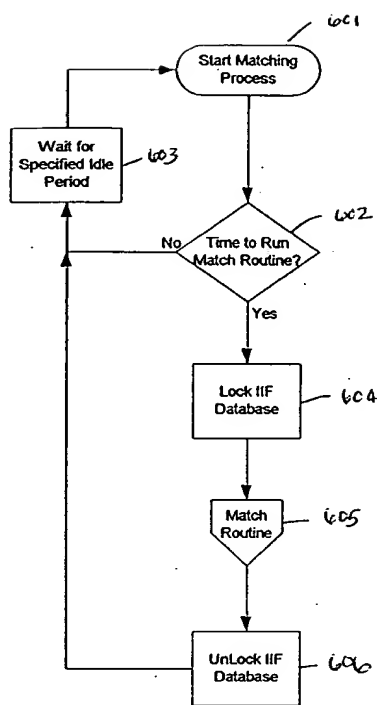 601
Start Matching
Process
Wait for
Specified Idle
Period
603
602
No
Time to Run
Match Routine?
Yes
Lock IIF
Database
604
Match
Routine
605
UnLock IIF
Database
606